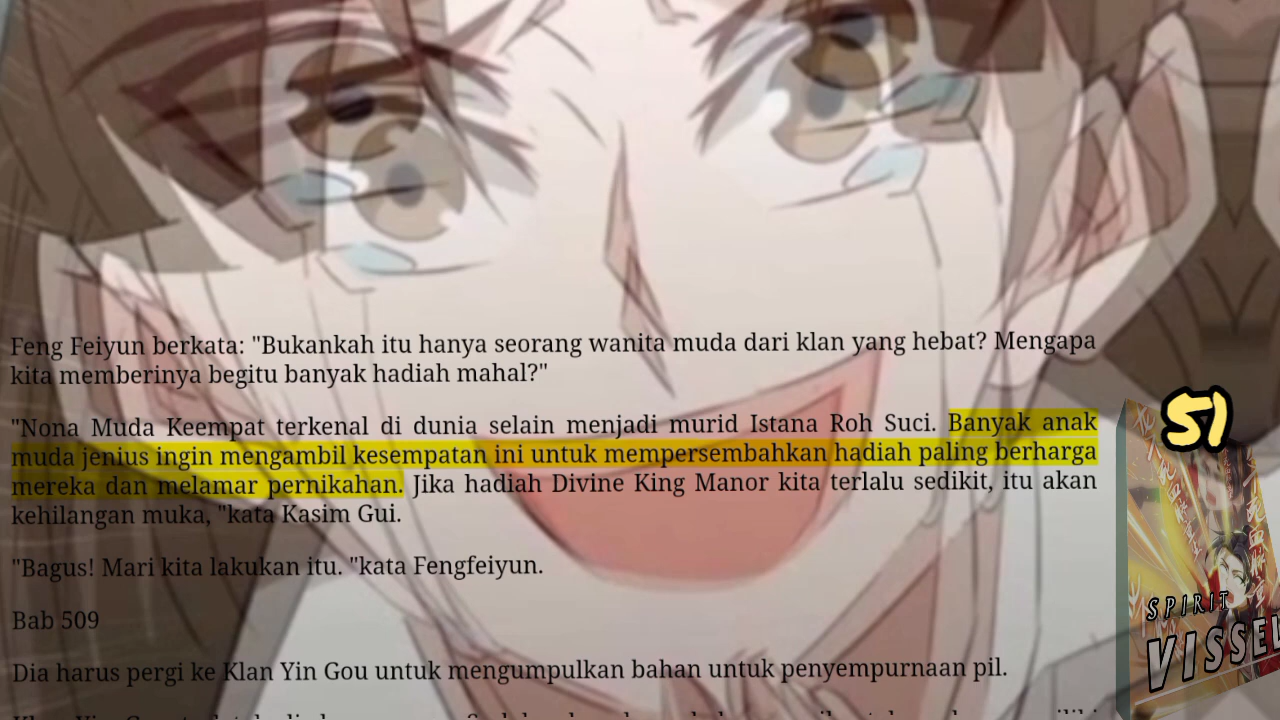 Feng Feiyun berkata: "Bukankah itu hanya seorang wanita muda dari klan yang hebat? Mengapa
kita memberinya begitu banyak hadiah mahal?"
"Nona Muda Keempat terkenal di dunia selain menjadi murid Istana Roh Suci. Banyak anak
muda jenius ingin mengambil kesempatan ini untuk mempersembahkan hadiah paling berharga
mereka dan melamar pernikahan. Jika hadiah Divine King Manor kita terlalu sedikit, itu akan
kehilangan muka, "kata Kasim Gui.
"Bagus! Mari kita lakukan itu. "kata Fengfeiyun.
Bab 509
Dia harus pergi ke Klan Yin Gou untuk mengumpulkan bahan untuk penyempurnaan pil.
51
SPIRIT
VISSEL